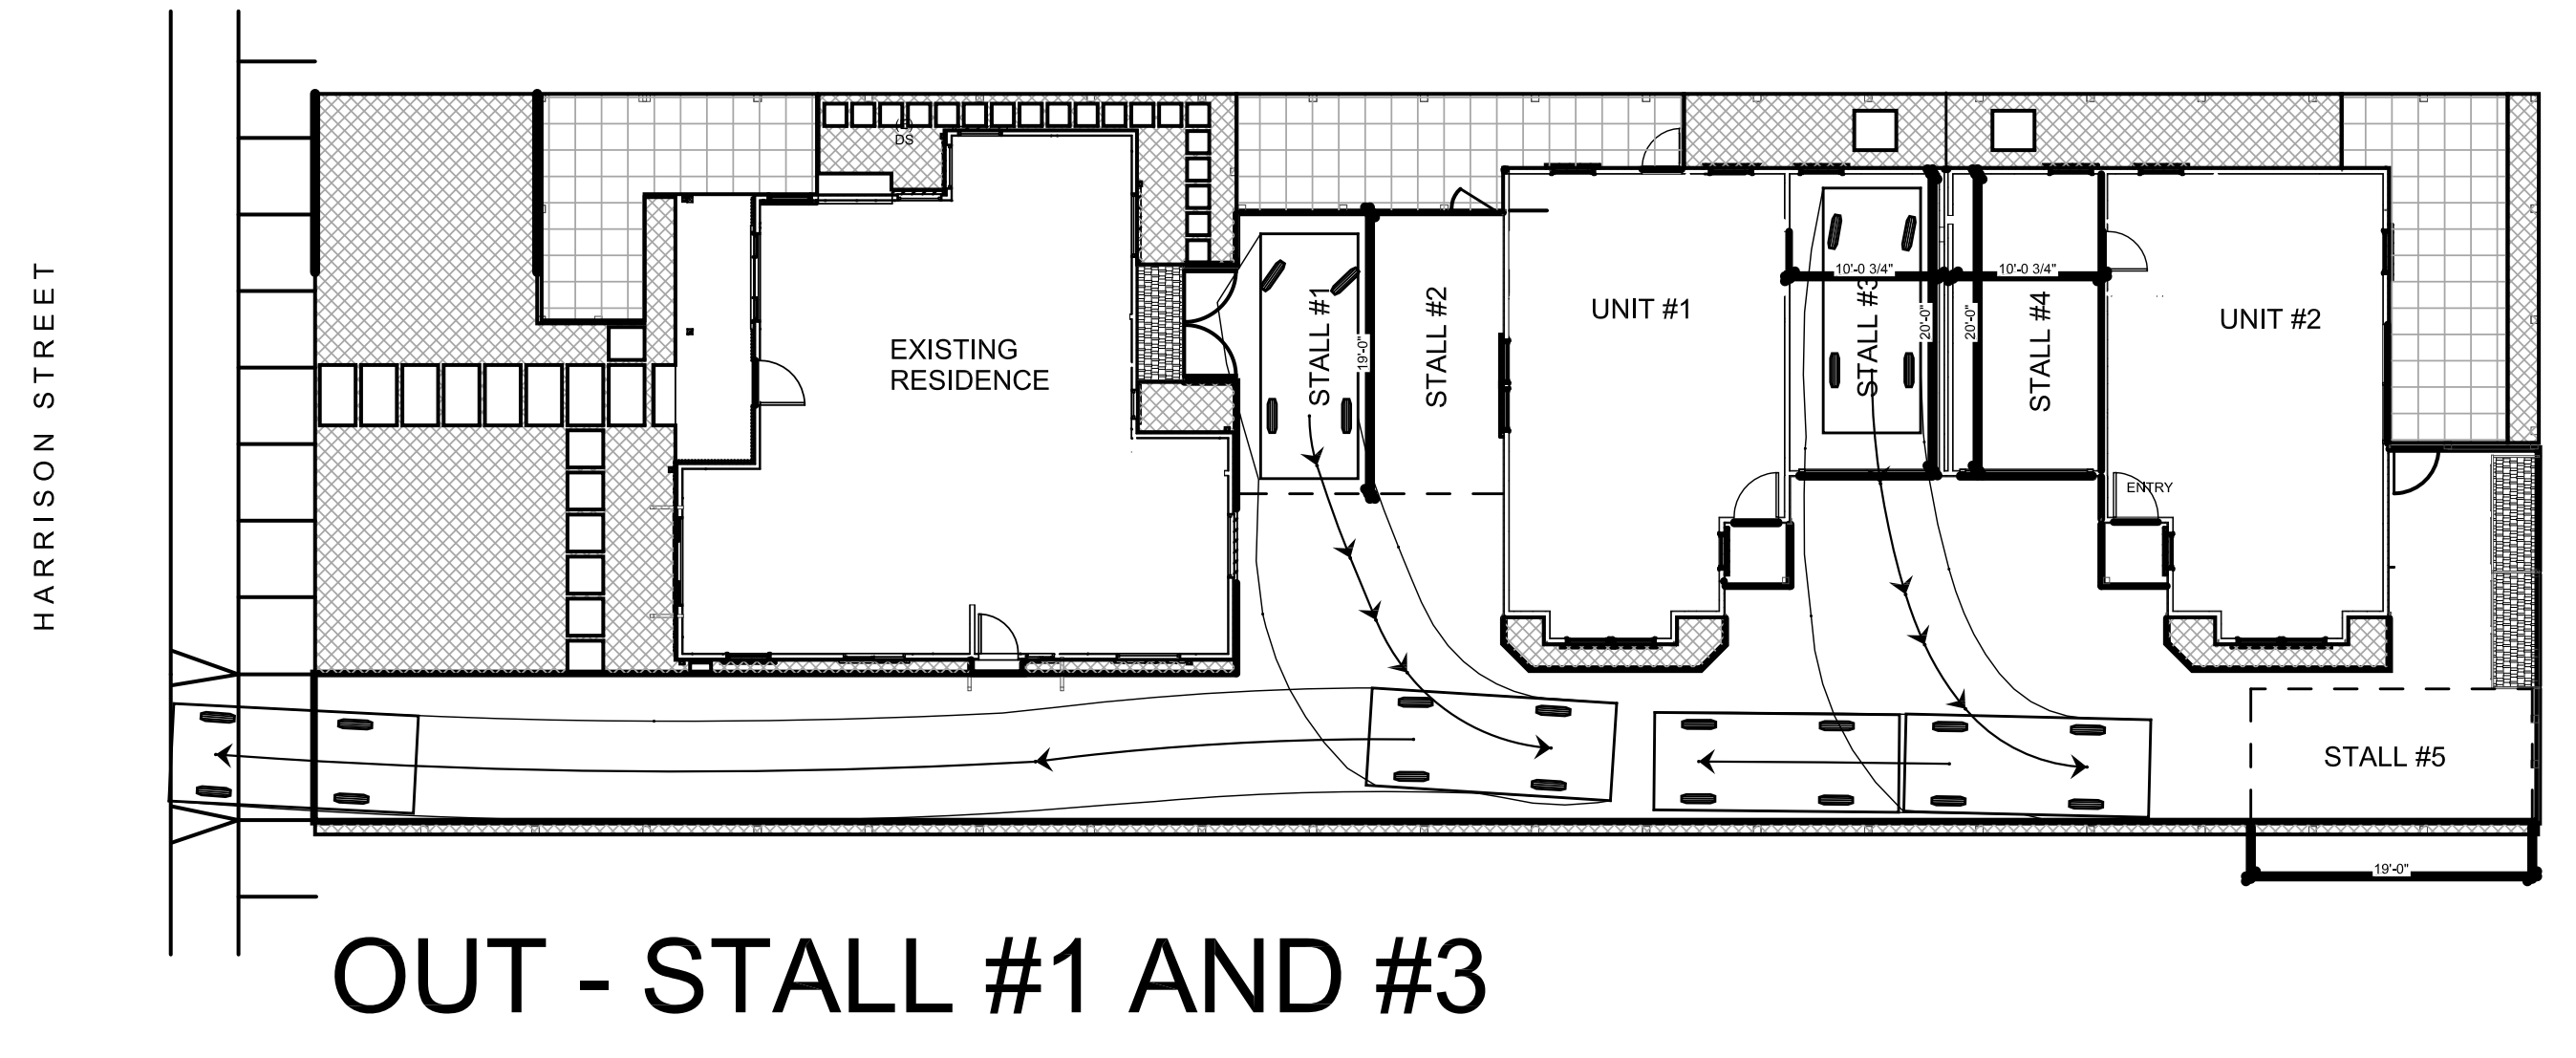 HARRISON STREET
DS
EXISTING
RESIDENCE
STALL #1
19'-0"
STALL #2
UNIT #1
10'-0 3/4"
STALL #3
20'-0"
20'-0"
10'-0 3/4"
STALL #4
UNIT #2
ENTRY
STALL #5
19'-0"
OUT - STALL #1 AND #3